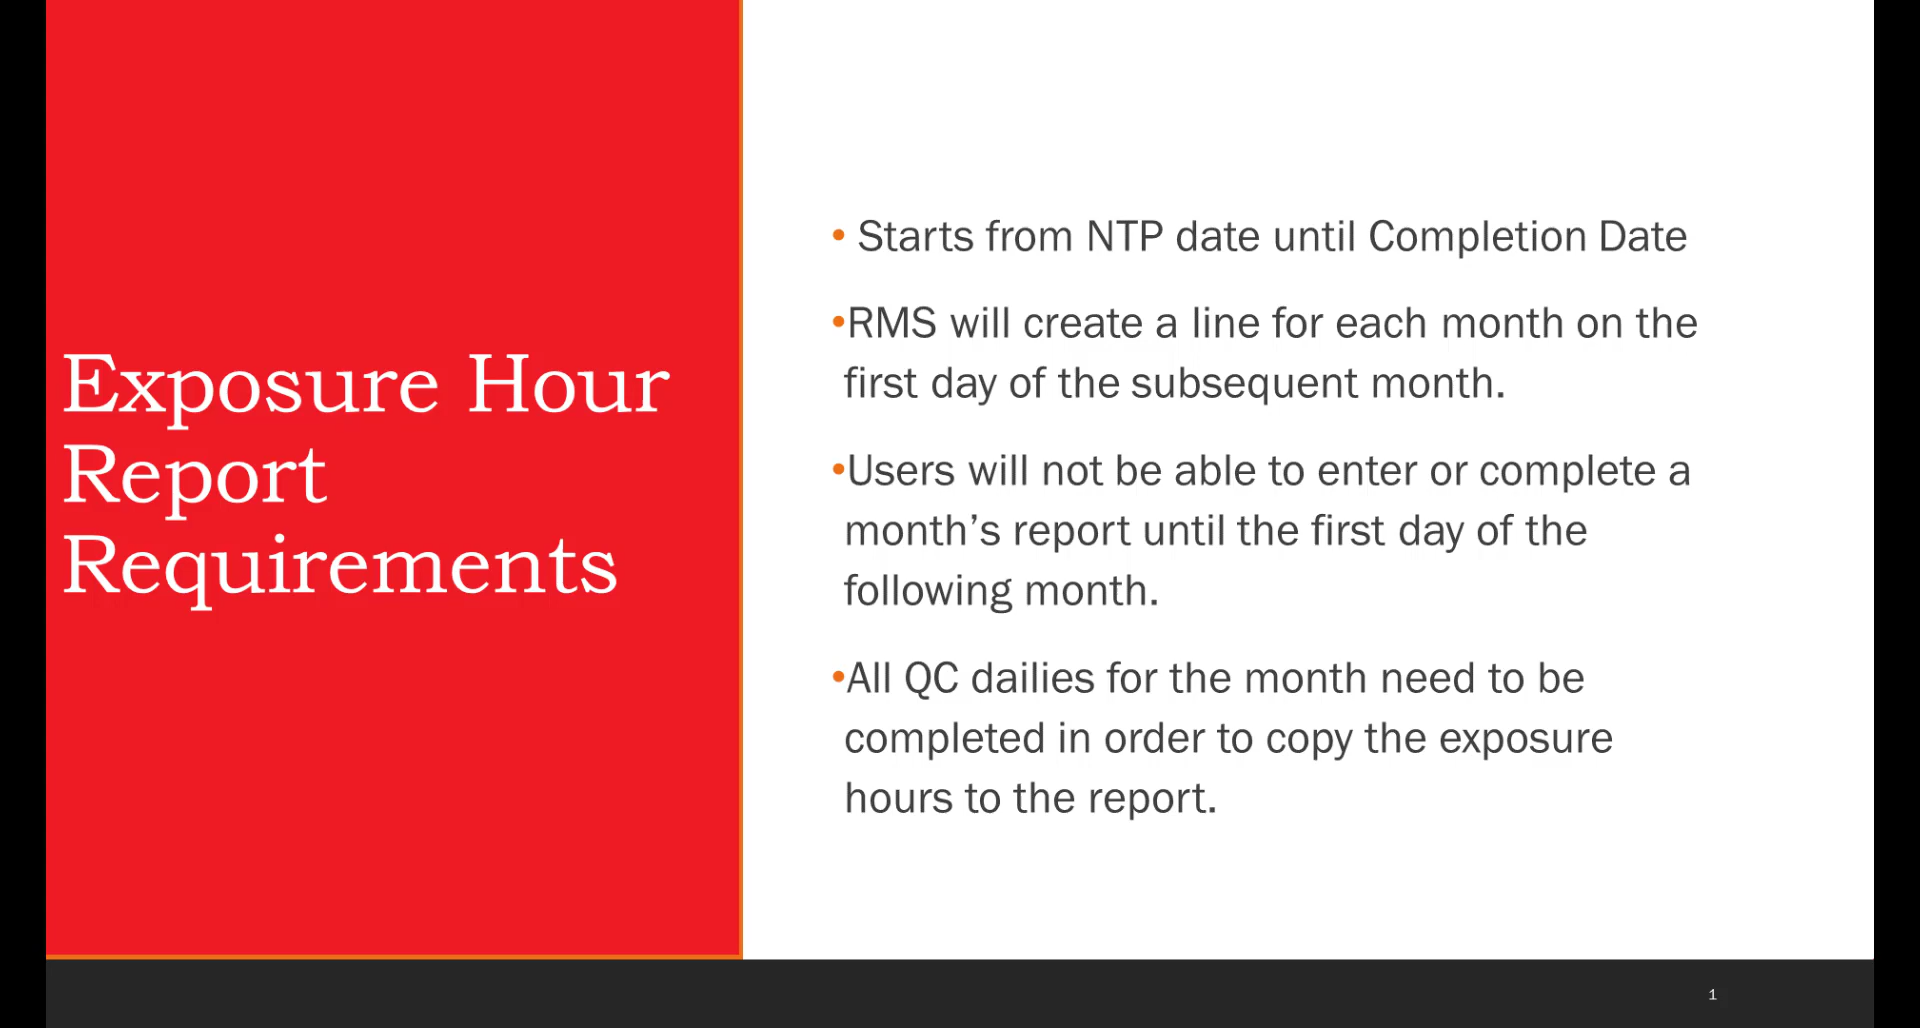 Exposure Hour
Report
Requirements
• Starts from NTP date until Completion Date
•RMS will create a line for each month on the
first day of the subsequent month.
•Users will not be able to enter or complete a
month’s report until the first day of the
following month.
•All QC dailies for the month need to be
completed in order to copy the exposure
hours to the report.
1